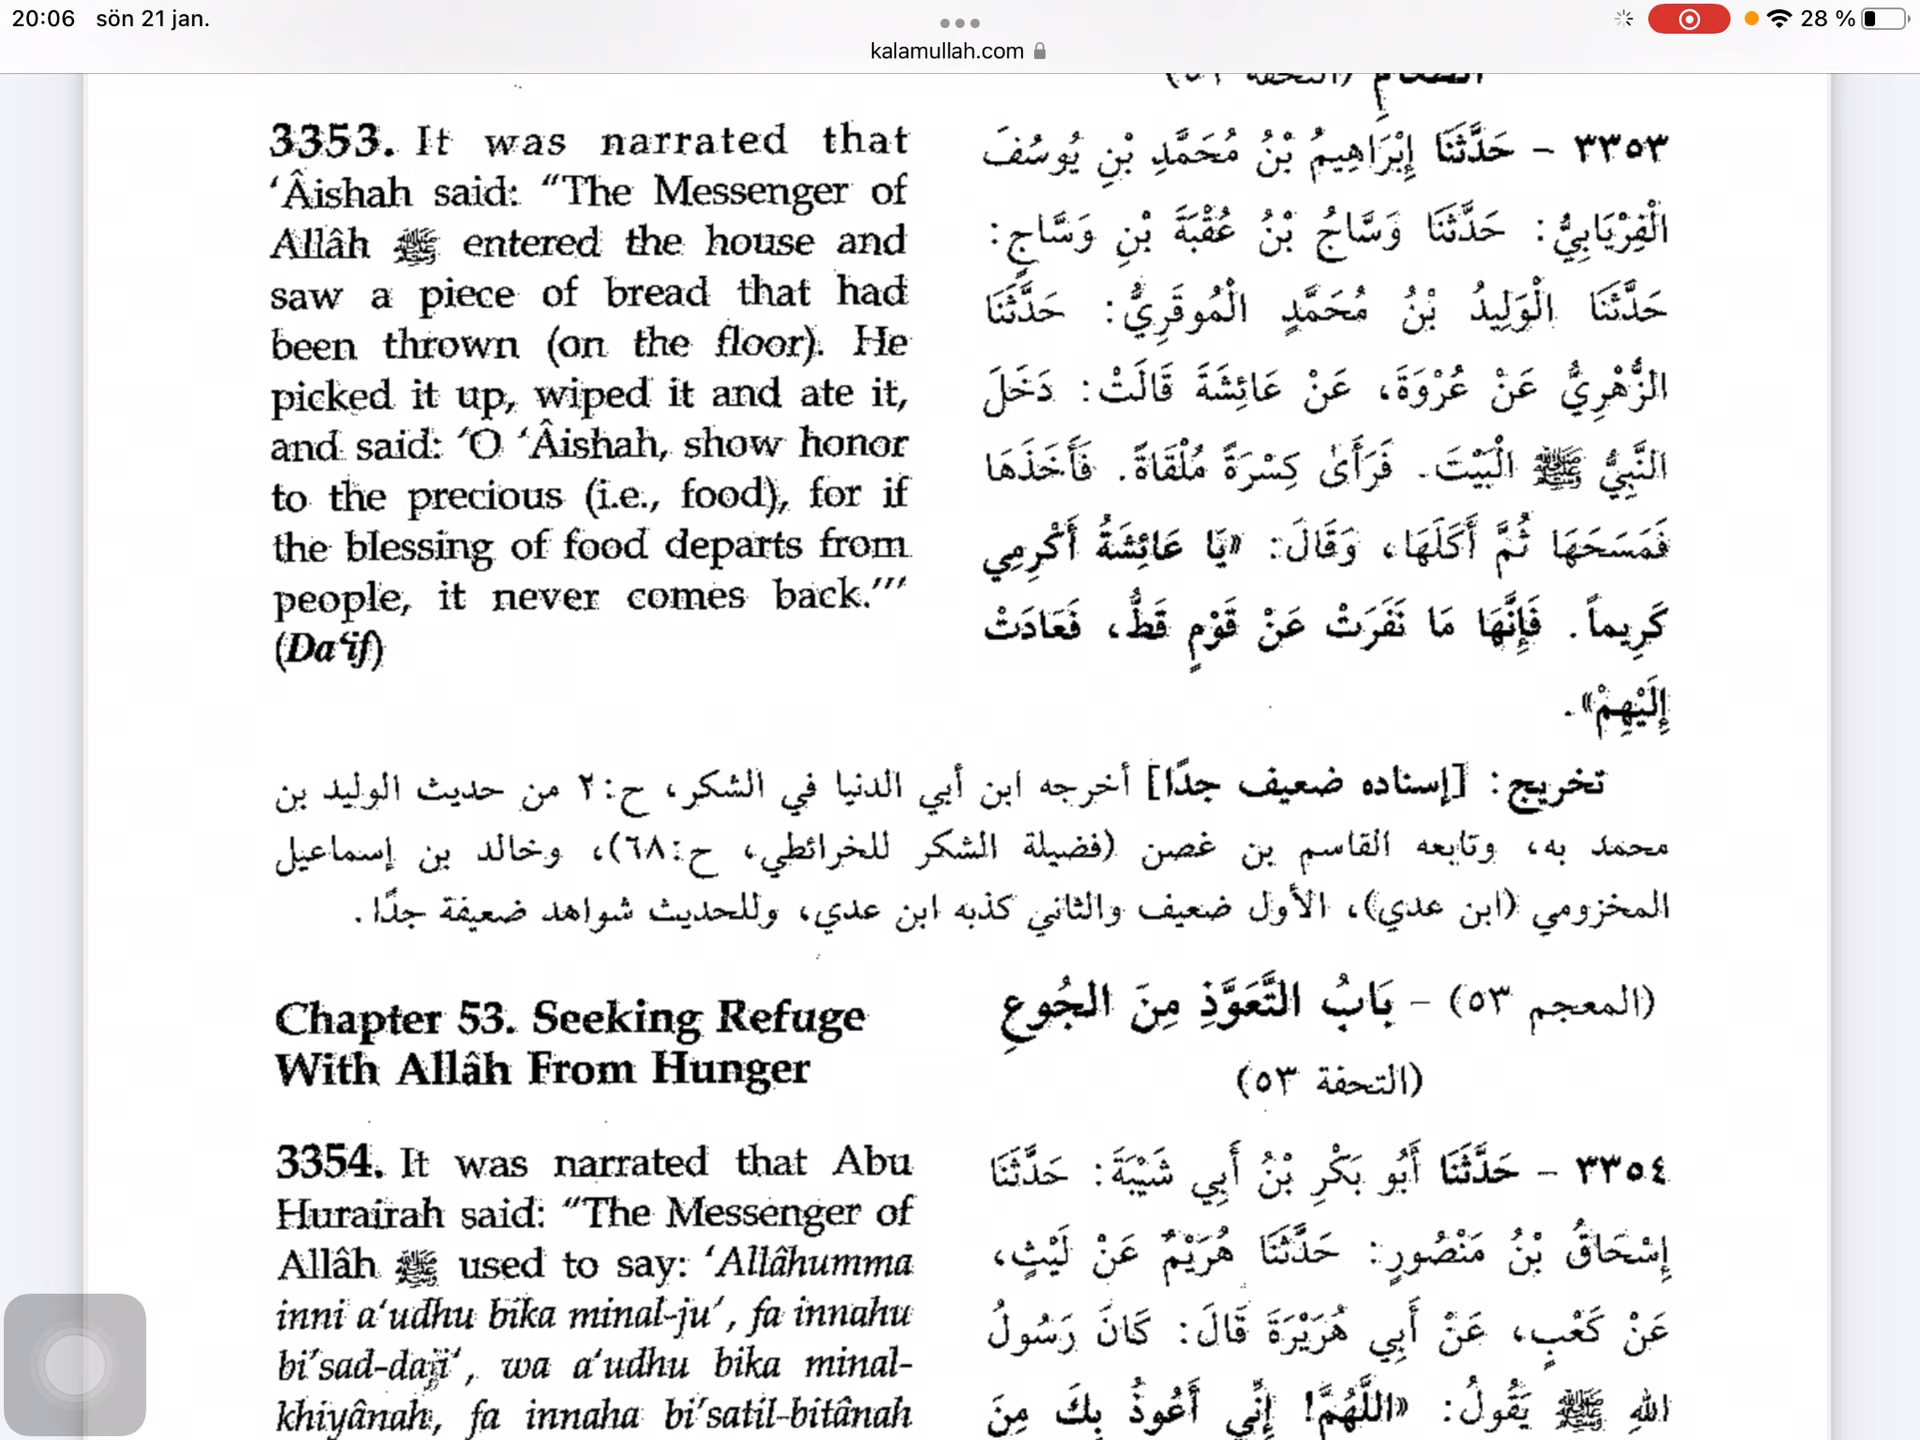 20:06 sön 21 jan.
28 %
kalamullah.com
3353. It was narrated that
‘Âishah said: “The Messenger of
Allâh ﷺ entered the house and
saw a piece of bread that had
been thrown (on the floor). He
picked it up, wiped it and ate it,
and said: ‘O ‘Âishah, show honor
to the precious (i.e., food), for if
the blessing of food departs from
people, it never comes back.’”
(Da‘if)
٣٣٥٣ – حَدَّثَنَا إِبْرَاهِيمُ بْنُ مُحَمَّدِ بْنِ يُوسُفَ
الْفِرْيَابِيُّ: حَدَّثَنَا وَسَّاجُ بْنُ عُقْبَةَ بْنِ وَسَّاجٍ:
حَدَّثَنَا الْوَلِيدُ بْنُ مُحَمَّدٍ الْمُوقَرِيُّ: حَدَّثَنَا
الزُّهْرِيُّ عَنْ عُرْوَةَ، عَنْ عَائِشَةَ قَالَتْ: دَخَلَ
النَّبِيُّ ﷺ الْبَيْتَ. فَرَأَىٰ كِسْرَةً مُلْقَاةً. فَأَخَذَهَا
فَمَسَحَهَا ثُمَّ أَكَلَهَا، وَقَالَ: «يَا عَائِشَةُ أَكْرِمِي
كَرِيماً. فَإِنَّهَا مَا نَفَرَتْ عَنْ قَوْمٍ قَطُّ، فَعَادَتْ
إِلَيْهِمْ».
تخريج: [إسناده ضعيف جدًا] أخرجه ابن أبي الدنيا في الشكر، ح:٢ من حديث الوليد بن
محمد به، وتابعه القاسم بن غصن (فضيلة الشكر للخرائطي، ح:٦٨)، وخالد بن إسماعيل
المخزومي (ابن عدي)، الأول ضعيف والثاني كذبه ابن عدي، وللحديث شواهد ضعيفة جدًا.
Chapter 53. Seeking Refuge
With Allâh From Hunger
(المعجم ٥٣) – بَابُ التَّعَوُّذِ مِنَ الجُوعِ
(التحفة ٥٣)
3354. It was narrated that Abu
Hurairah said: “The Messenger of
Allâh ﷺ used to say: ‘Allâhumma
inni a‘udhu bika minal-ju‘, fa innahu
bi’sad-daji‘, wa a‘udhu bika minal-
khiyânah, fa innaha bi’satil-bitânah
٣٣٥٤ – حَدَّثَنَا أَبُو بَكْرِ بْنُ أَبِي شَيْبَةَ: حَدَّثَنَا
إِسْحَاقُ بْنُ مَنْصُورٍ: حَدَّثَنَا هُرَيْمٌ عَنْ لَيْثٍ،
عَنْ كَعْبٍ، عَنْ أَبِي هُرَيْرَةَ قَالَ: كَانَ رَسُولُ
اللهِ ﷺ يَقُولُ: «اللَّهُمَّ! إِنِّي أَعُوذُ بِكَ مِنَ